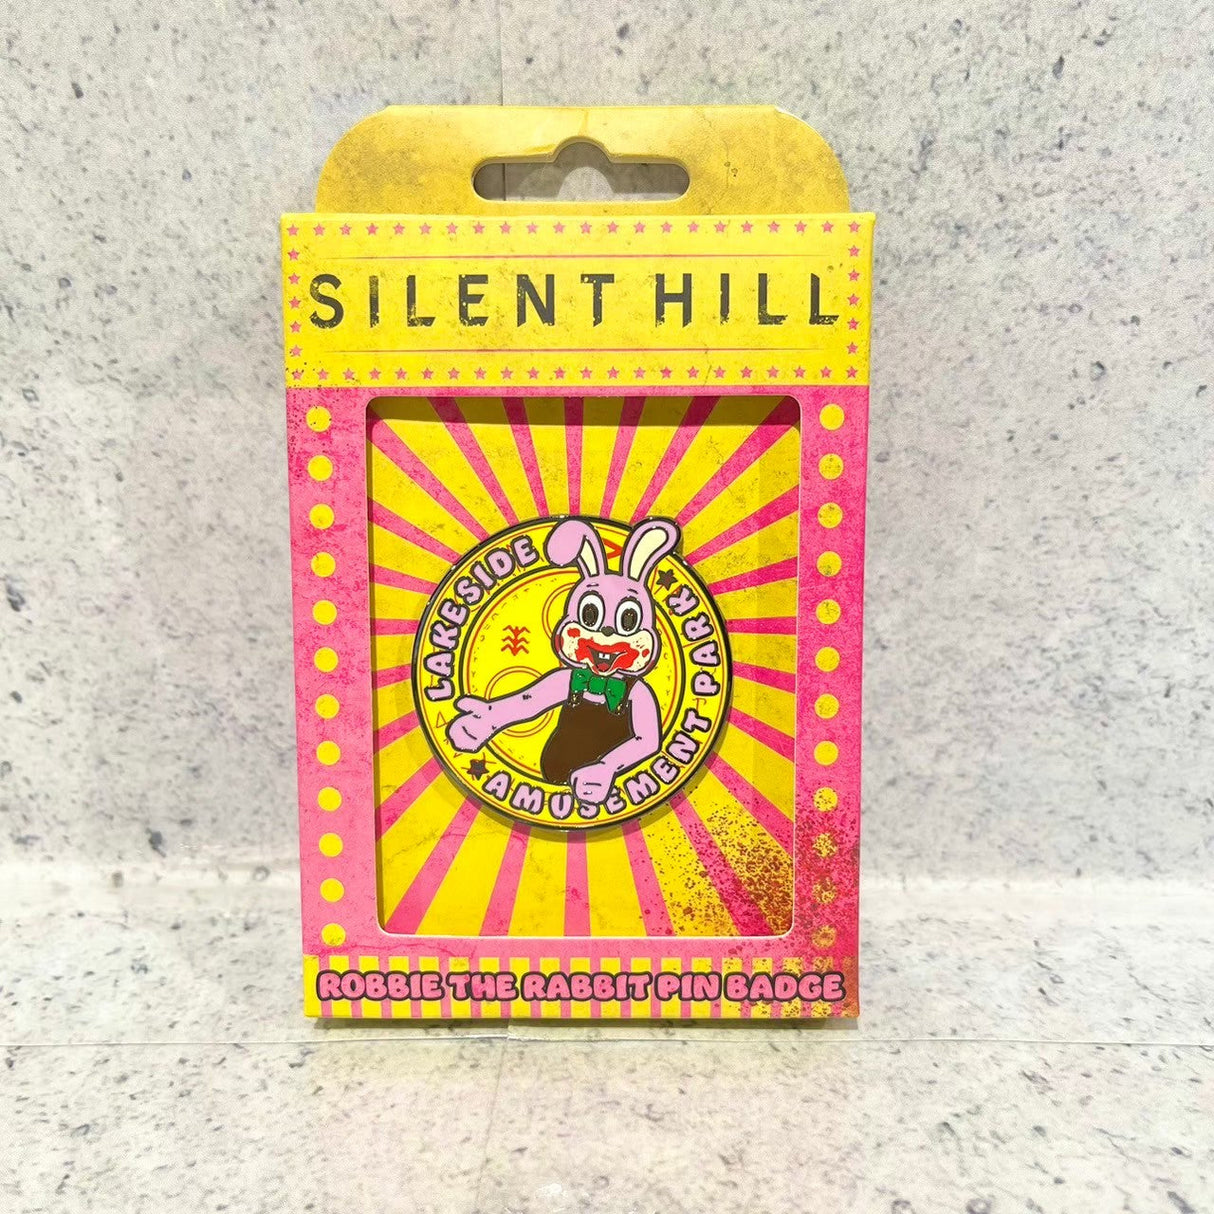 SILENT HILL
LAKESIDE
AMUSEMENT PARK
ROBBIE THE RABBIT PIN BADGE